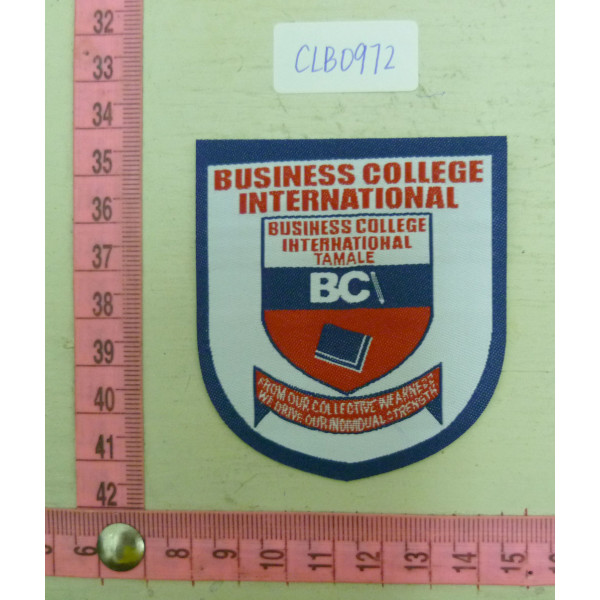 CLB0972
32
33
34
35
36
37
38
39
40
41
42
BUSINESS COLLEGE
INTERNATIONAL
BUSINESS COLLEGE
INTERNATIONAL
TAMALE
BC
FROM OUR COLLECTIVE WEAKNESS
WE DRIVE OUR INDIVIDUAL STRENGTH
6 8 9 10 11 12 13 14 15